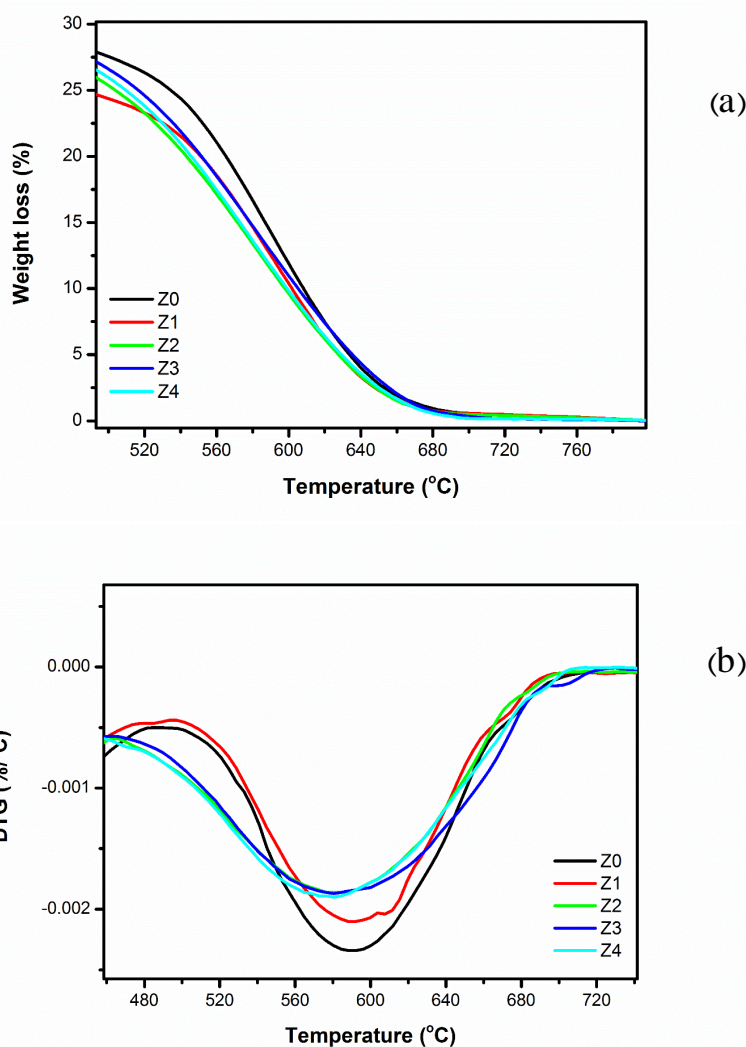 (a)
Weight loss (%)
30
25
20
15
10
5
0
Z0
Z1
Z2
Z3
Z4
520 560 600 640 680 720 760
Temperature (°C)
(b)
DTG (%/°C)
0.000
-0.001
-0.002
Z0
Z1
Z2
Z3
Z4
480 520 560 600 640 680 720
Temperature (°C)